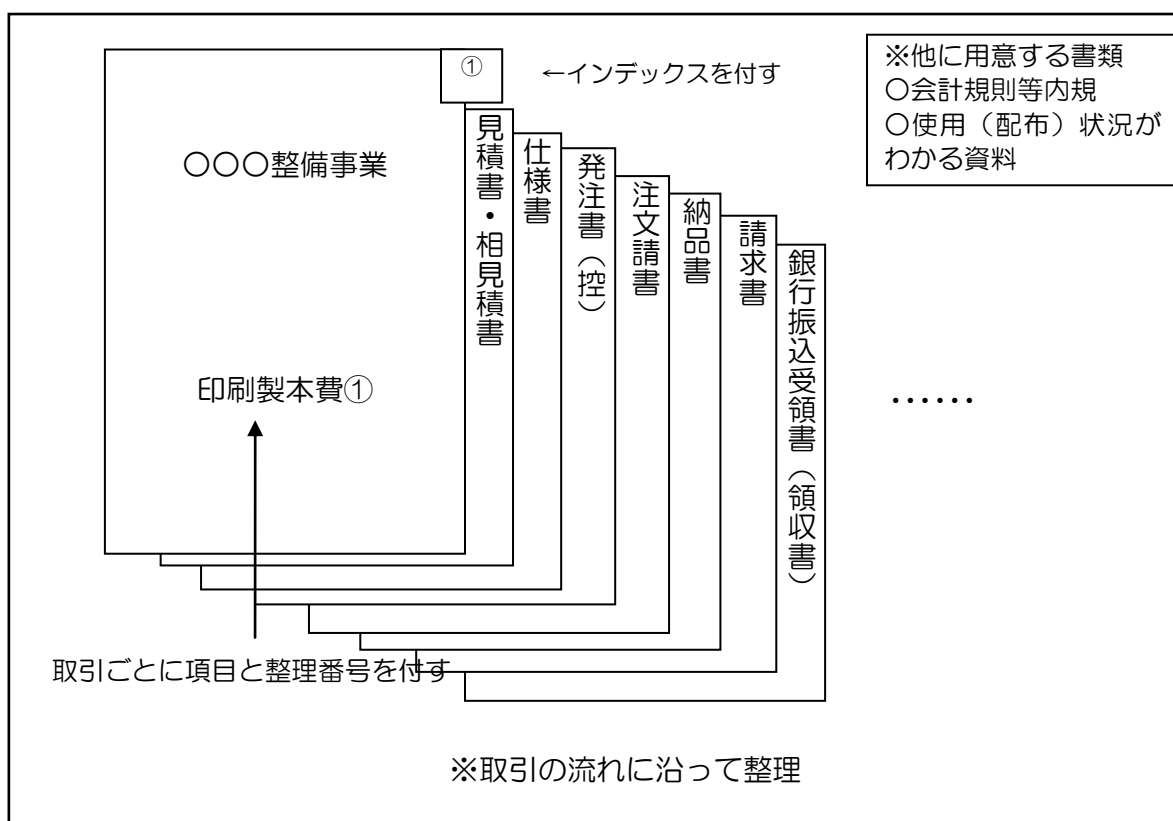 ①
←インデックスを付す
※他に用意する書類
〇会計規則等内規
〇使用（配布）状況が
わかる資料
〇〇〇整備事業
見積書・相見積書
仕様書
発注書（控）
注文請書
納品書
請求書
銀行振込受領書（領収書）
印刷製本費①
……
取引ごとに項目と整理番号を付す
※取引の流れに沿って整理